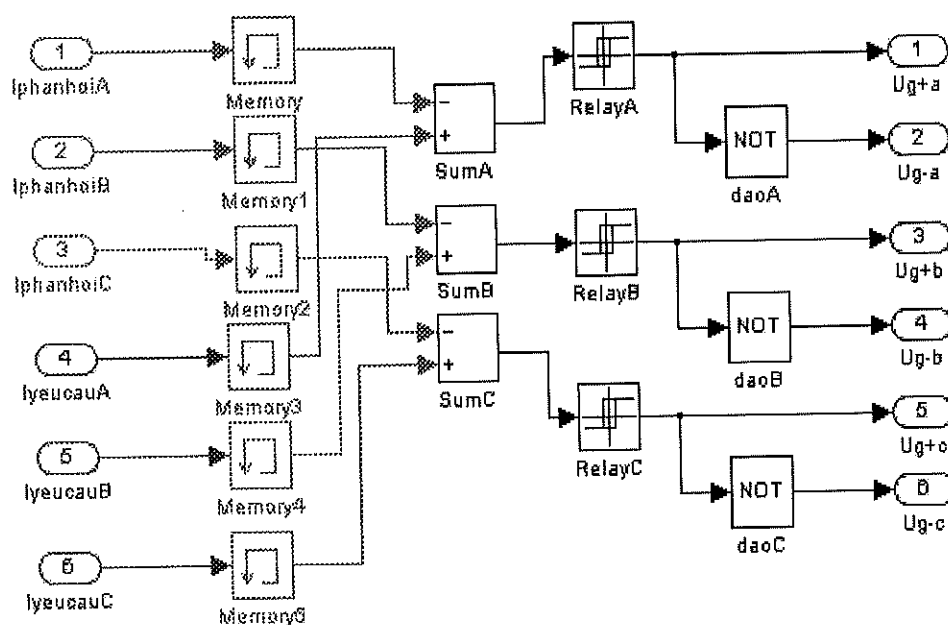 1
IphanhoiA
Memory
−
+
SumA
RelayA
1
Ug+a
NOT
daoA
2
Ug-a
2
IphanhoiB
Memory1
−
+
SumB
RelayB
3
Ug+b
NOT
daoB
4
Ug-b
3
IphanhoiC
Memory2
−
+
SumC
RelayC
5
Ug+c
NOT
daoC
6
Ug-c
4
IyeucauA
Memory3
5
IyeucauB
Memory4
6
IyeucauC
Memory5